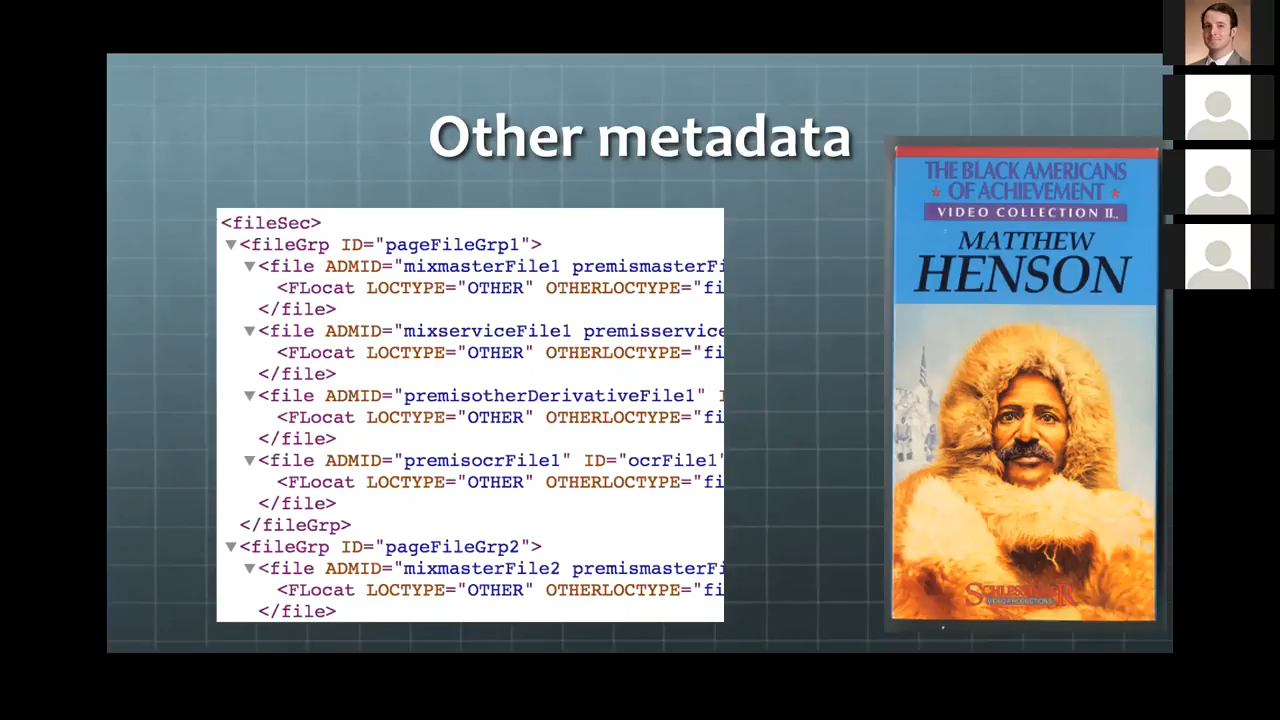 Other metadata
<fileSec>
▼<fileGrp ID="pageFileGrp1">
▼<file ADMID="mixmasterFile1 premismasterFi
<FLocat LOCTYPE="OTHER" OTHERLOCTYPE="fi
</file>
▼<file ADMID="mixserviceFile1 premisservice
<FLocat LOCTYPE="OTHER" OTHERLOCTYPE="fi
</file>
▼<file ADMID="premisotherDerivativeFile1" I
<FLocat LOCTYPE="OTHER" OTHERLOCTYPE="fi
</file>
▼<file ADMID="premisocrFile1" ID="ocrFile1"
<FLocat LOCTYPE="OTHER" OTHERLOCTYPE="fi
</file>
</fileGrp>
▼<fileGrp ID="pageFileGrp2">
▼<file ADMID="mixmasterFile2 premismasterFi
<FLocat LOCTYPE="OTHER" OTHERLOCTYPE="fi
</file>
THE BLACK AMERICANS
OF ACHIEVEMENT
VIDEO COLLECTION II
MATTHEW
HENSON
VIDEO PRODUCTIONS